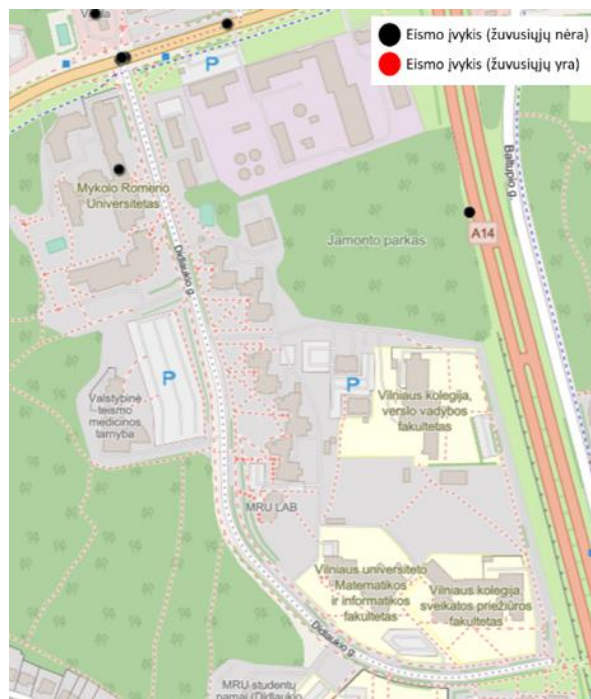 Eismo įvykis (žuvusiųjų nėra)
Eismo įvykis (žuvusiųjų yra)
P
Mykolo Romerio
Universitetas
Baltupio g.
A14
Jamonto parkas
Didlaukio g.
P
Valstybinė
teismo
medicinos
tarnyba
P
Vilniaus kolegija,
verslo vadybos
fakultetas
MRU LAB
Vilniaus universiteto
Matematikos
ir informatikos
fakultetas
Vilniaus kolegija,
sveikatos priežiūros
fakultetas
Didlaukio g.
MRU studentų
namai (Didlaukio